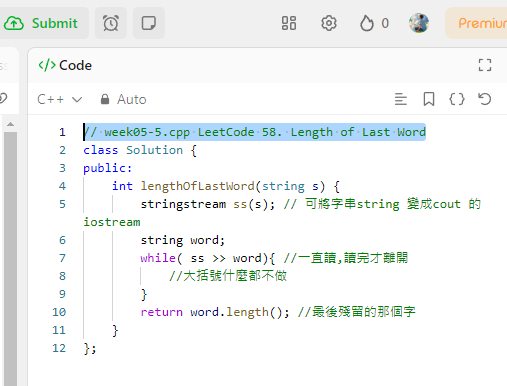 Submit
0
Premiu
</> Code
C++
Auto
1 // week05-5.cpp LeetCode 58. Length of Last Word
2 class Solution {
3 public:
4     int lengthOfLastWord(string s) {
5         stringstream ss(s); // 可將字串string 變成cout 的
iostream
6         string word;
7         while( ss >> word){ //一直讀,讀完才離開
8             //大括號什麼都不做
9         }
10         return word.length(); //最後殘留的那個字
11     }
12 };